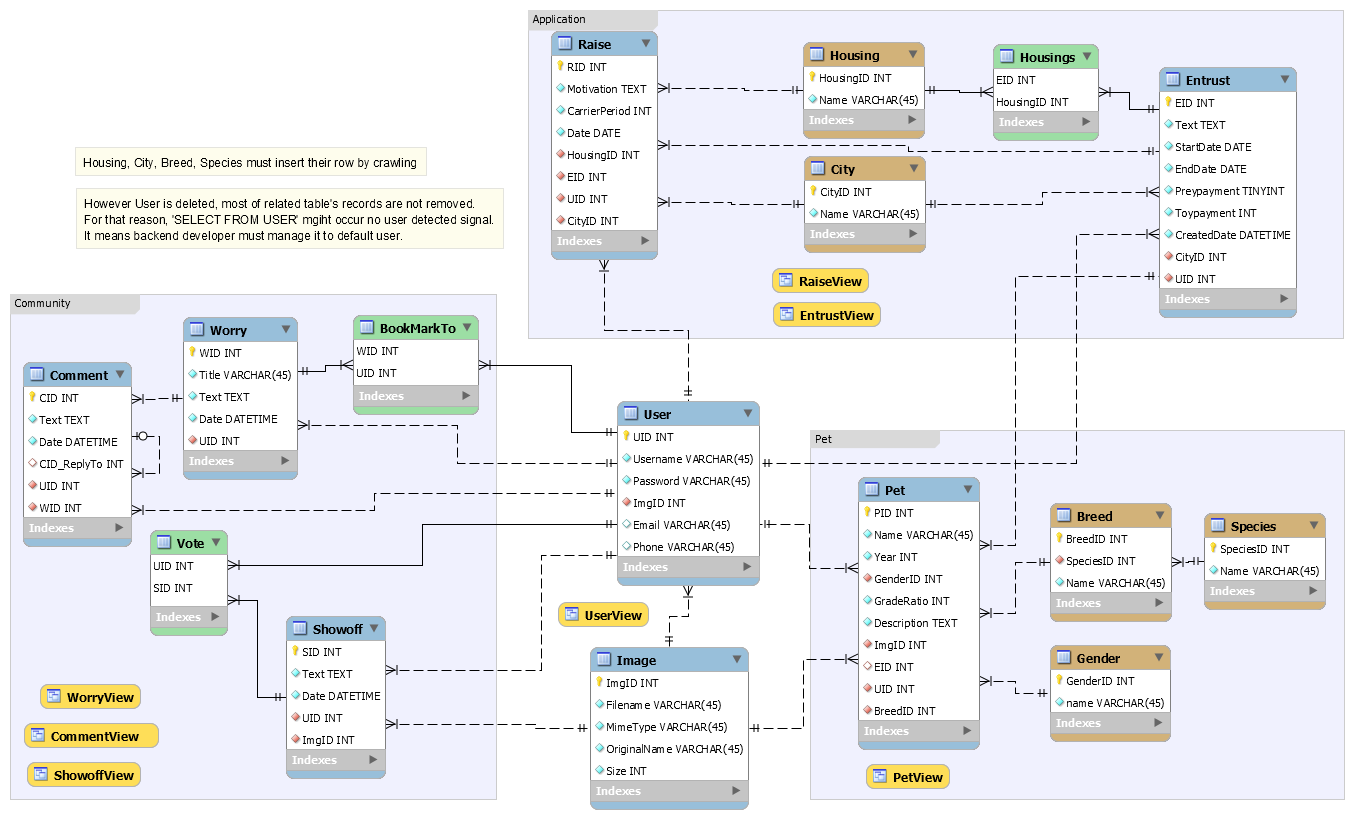 Application
Raise
RID INT
Motivation TEXT
CarrierPeriod INT
Date DATE
HousingID INT
EID INT
UID INT
CityID INT
Indexes
Housing
HousingID INT
Name VARCHAR(45)
Indexes
Housings
EID INT
HousingID INT
Indexes
Entrust
EID INT
Text TEXT
StartDate DATE
EndDate DATE
Preypayment TINYINT
Toypayment INT
CreatedDate DATETIME
CityID INT
UID INT
Indexes
City
CityID INT
Name VARCHAR(45)
Indexes
RaiseView
EntrustView
Housing, City, Breed, Species must insert their row by crawling
However User is deleted, most of related table's records are not removed.
For that reason, 'SELECT FROM USER' mgiht occur no user detected signal.
It means backend developer must manage it to default user.
Community
Comment
CID INT
Text TEXT
Date DATETIME
CID_ReplyTo INT
UID INT
WID INT
Indexes
Worry
WID INT
Title VARCHAR(45)
Text TEXT
Date DATETIME
UID INT
Indexes
BookMarkTo
WID INT
UID INT
Indexes
Vote
UID INT
SID INT
Indexes
Showoff
SID INT
Text TEXT
Date DATETIME
UID INT
ImgID INT
Indexes
WorryView
CommentView
ShowoffView
User
UID INT
Username VARCHAR(45)
Password VARCHAR(45)
ImgID INT
Email VARCHAR(45)
Phone VARCHAR(45)
Indexes
UserView
Image
ImgID INT
Filename VARCHAR(45)
MimeType VARCHAR(45)
OriginalName VARCHAR(45)
Size INT
Indexes
Pet
Pet
PID INT
Name VARCHAR(45)
Year INT
GenderID INT
GradeRatio INT
Description TEXT
ImgID INT
EID INT
UID INT
BreedID INT
Indexes
Breed
BreedID INT
SpeciesID INT
Name VARCHAR(45)
Indexes
Species
SpeciesID INT
Name VARCHAR(45)
Indexes
Gender
GenderID INT
name VARCHAR(45)
Indexes
PetView